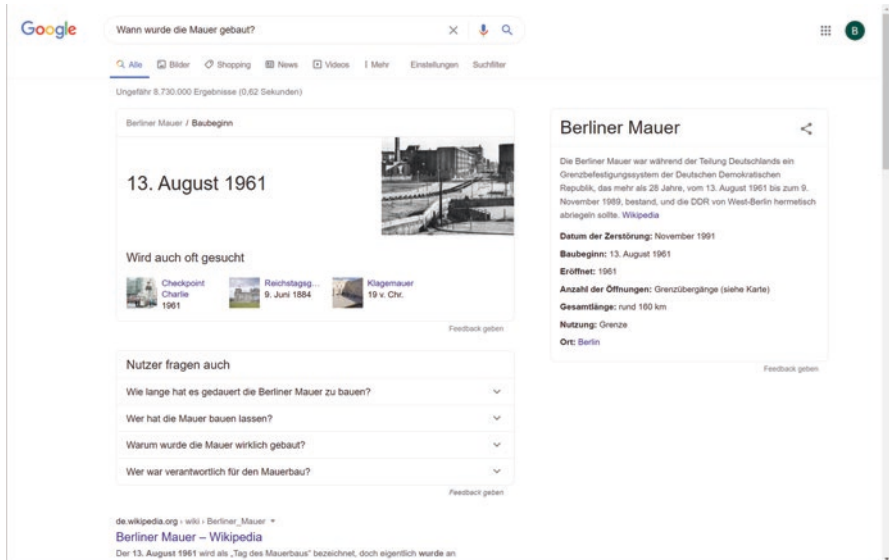 Google
Wann wurde die Mauer gebaut?
B
Alle Bilder Shopping News Videos Mehr Einstellungen Suchfilter
Ungefähr 8.730.000 Ergebnisse (0,62 Sekunden)
Berliner Mauer / Baubeginn
13. August 1961
Wird auch oft gesucht
Checkpoint
Charlie
1961
Reichstagsg...
9. Juni 1884
Klagemauer
19 v. Chr.
Feedback geben
Nutzer fragen auch
Wie lange hat es gedauert die Berliner Mauer zu bauen?
Wer hat die Mauer bauen lassen?
Warum wurde die Mauer wirklich gebaut?
Wer war verantwortlich für den Mauerbau?
Feedback geben
de.wikipedia.org › wiki › Berliner_Mauer
Berliner Mauer – Wikipedia
Der 13. August 1961 wird als „Tag des Mauerbaus" bezeichnet, doch eigentlich wurde an
Berliner Mauer
Die Berliner Mauer war während der Teilung Deutschlands ein
Grenzbefestigungssystem der Deutschen Demokratischen
Republik, das mehr als 28 Jahre, vom 13. August 1961 bis zum 9.
November 1989, bestand, und die DDR von West-Berlin hermetisch
abriegeln sollte. Wikipedia
Datum der Zerstörung: November 1991
Baubeginn: 13. August 1961
Eröffnet: 1961
Anzahl der Öffnungen: Grenzübergänge (siehe Karte)
Gesamtlänge: rund 160 km
Nutzung: Grenze
Ort: Berlin
Feedback geben